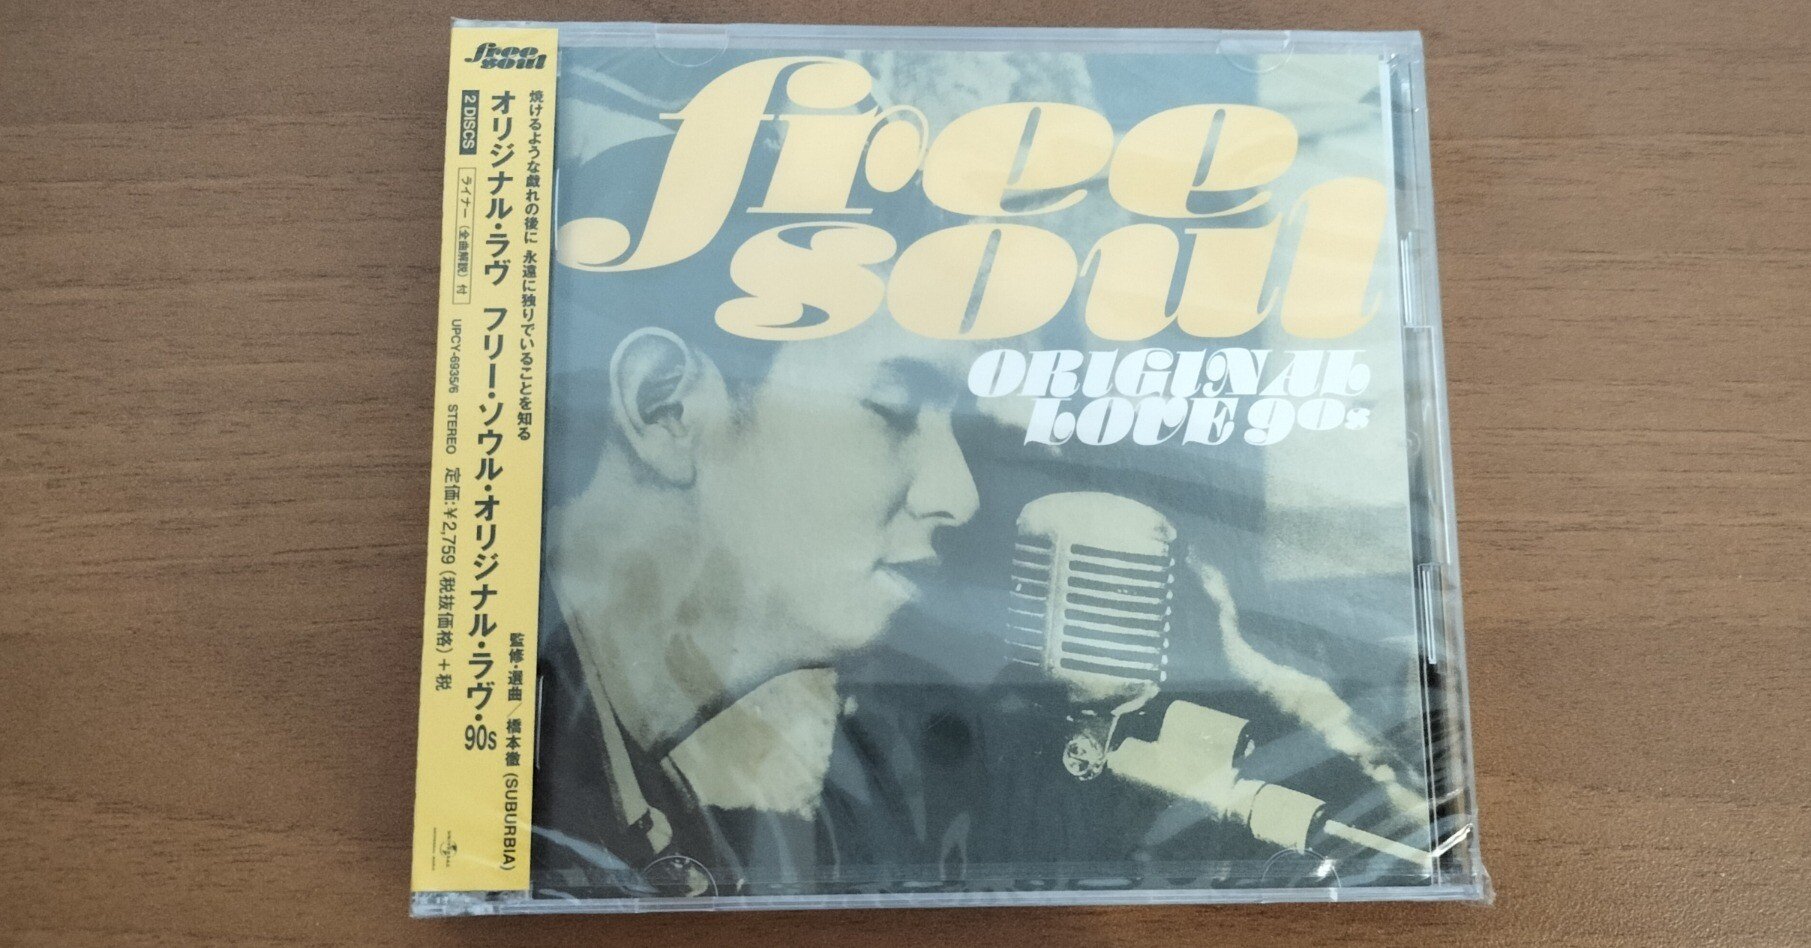 free
soul
焼けるような戯れの後に 永遠に独りでいることを知る
オリジナル・ラヴ フリー・ソウル・オリジナル・ラヴ・90s
2 DISCS
ライナー（全曲解説）付
UPCY-6935/6 STEREO 定価:¥2,759（税抜価格）＋税
監修・選曲／橋本徹 (SUBURBIA)
free
soul
ORIGINAL
LOVE 90s